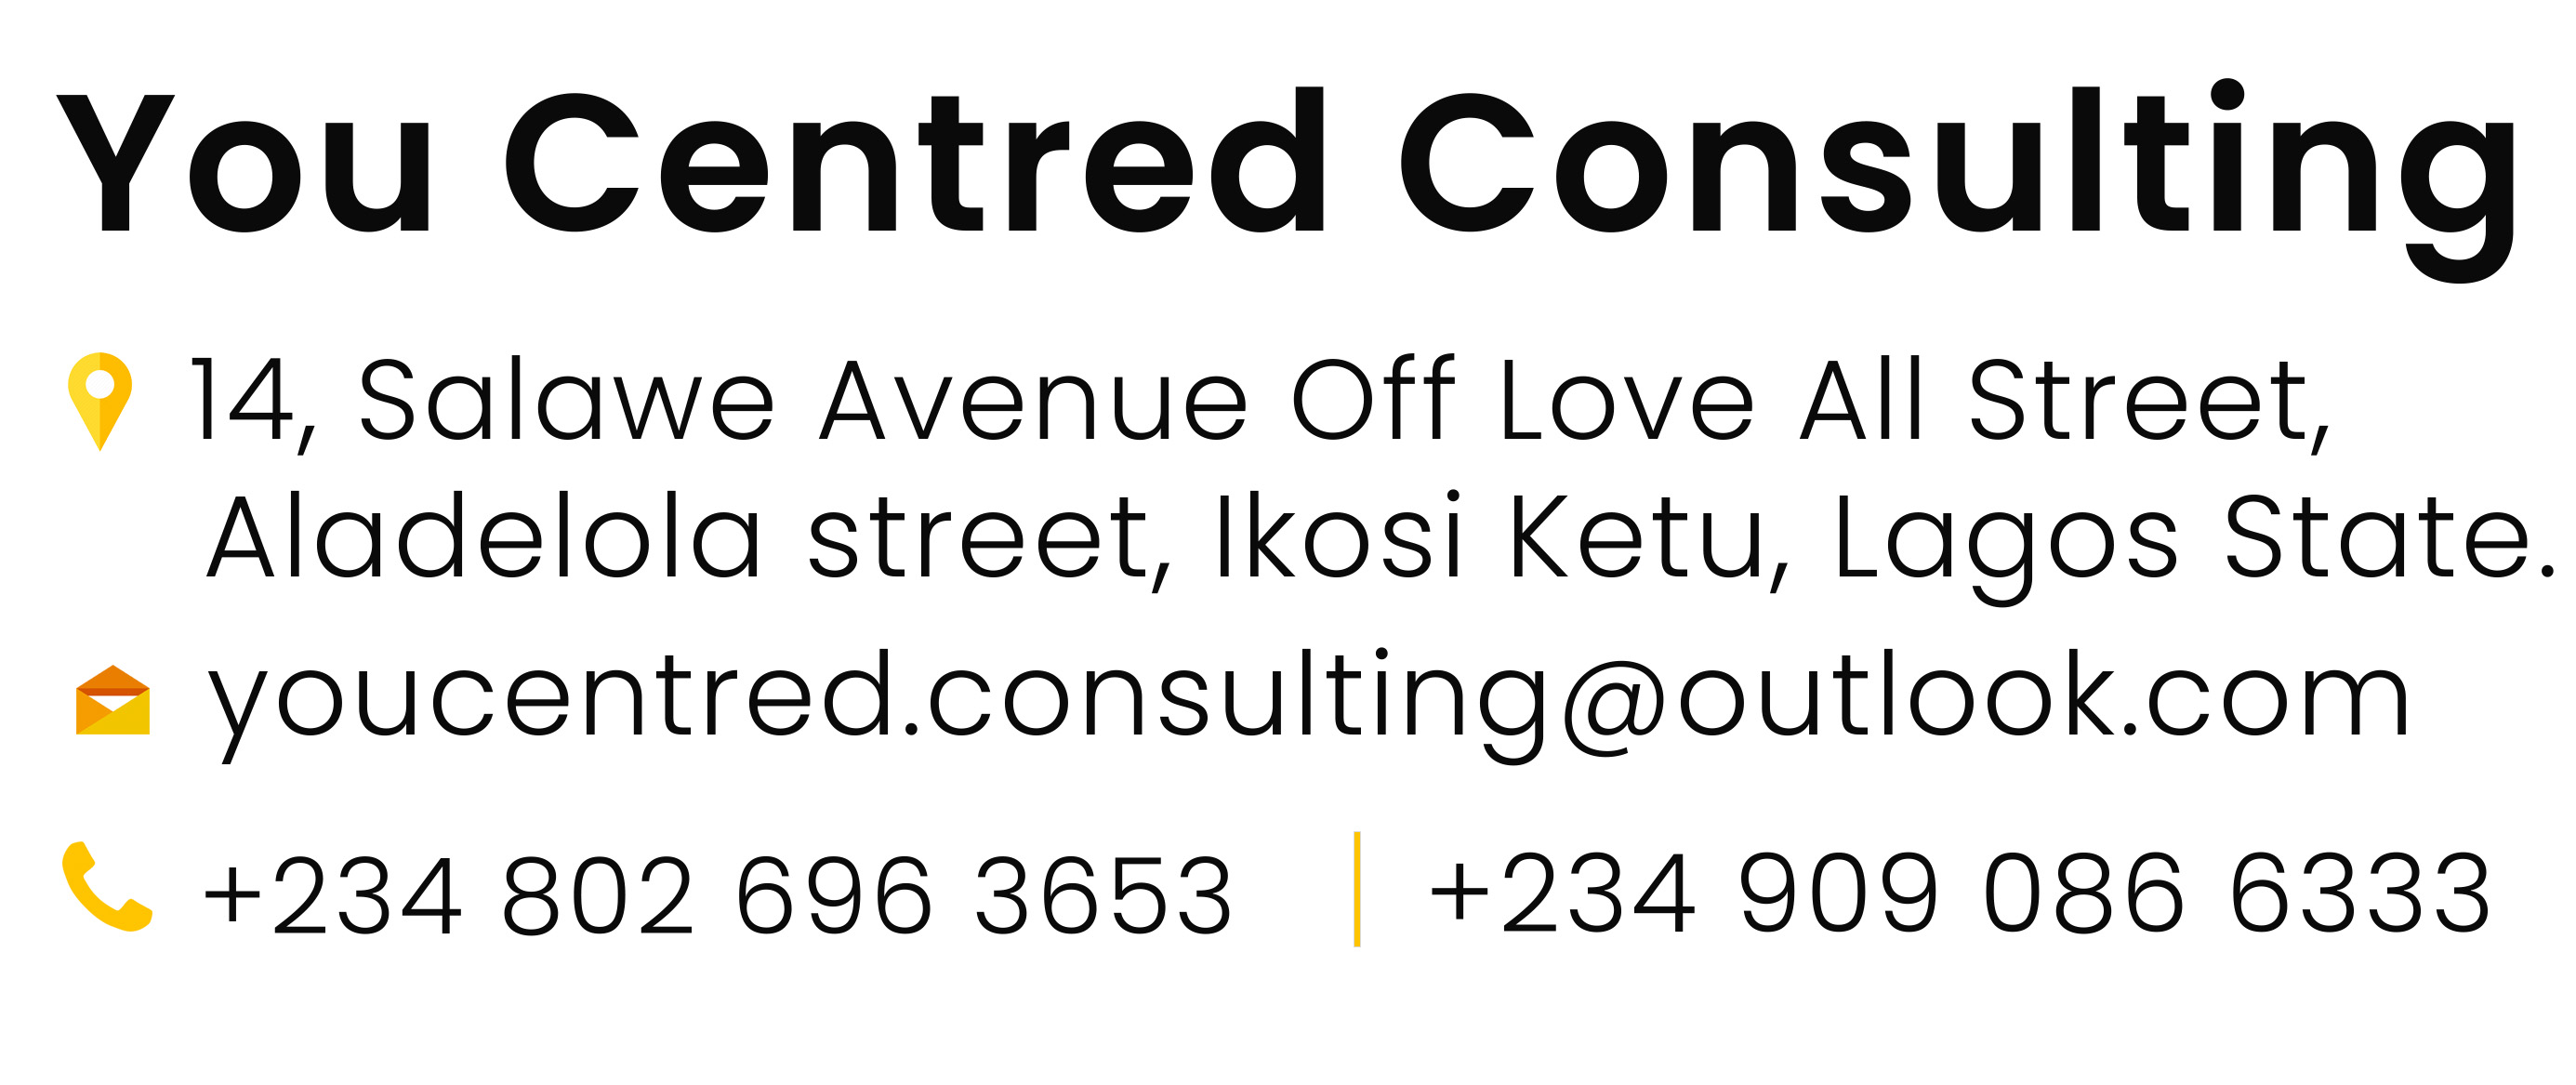 You Centred Consulting
14, Salawe Avenue Off Love All Street,
Aladelola street, Ikosi Ketu, Lagos State.
youcentred.consulting@outlook.com
+234 802 696 3653 | +234 909 086 6333